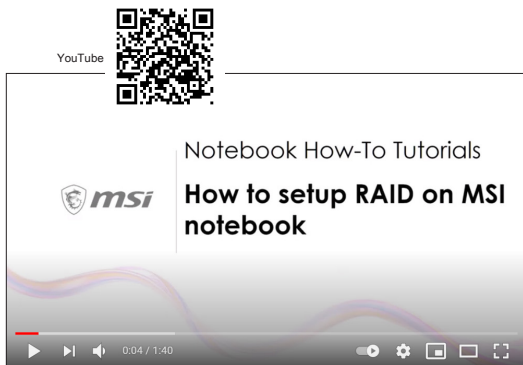 YouTube
Notebook How-To Tutorials
msi
How to setup RAID on MSI
notebook
0:04 / 1:40